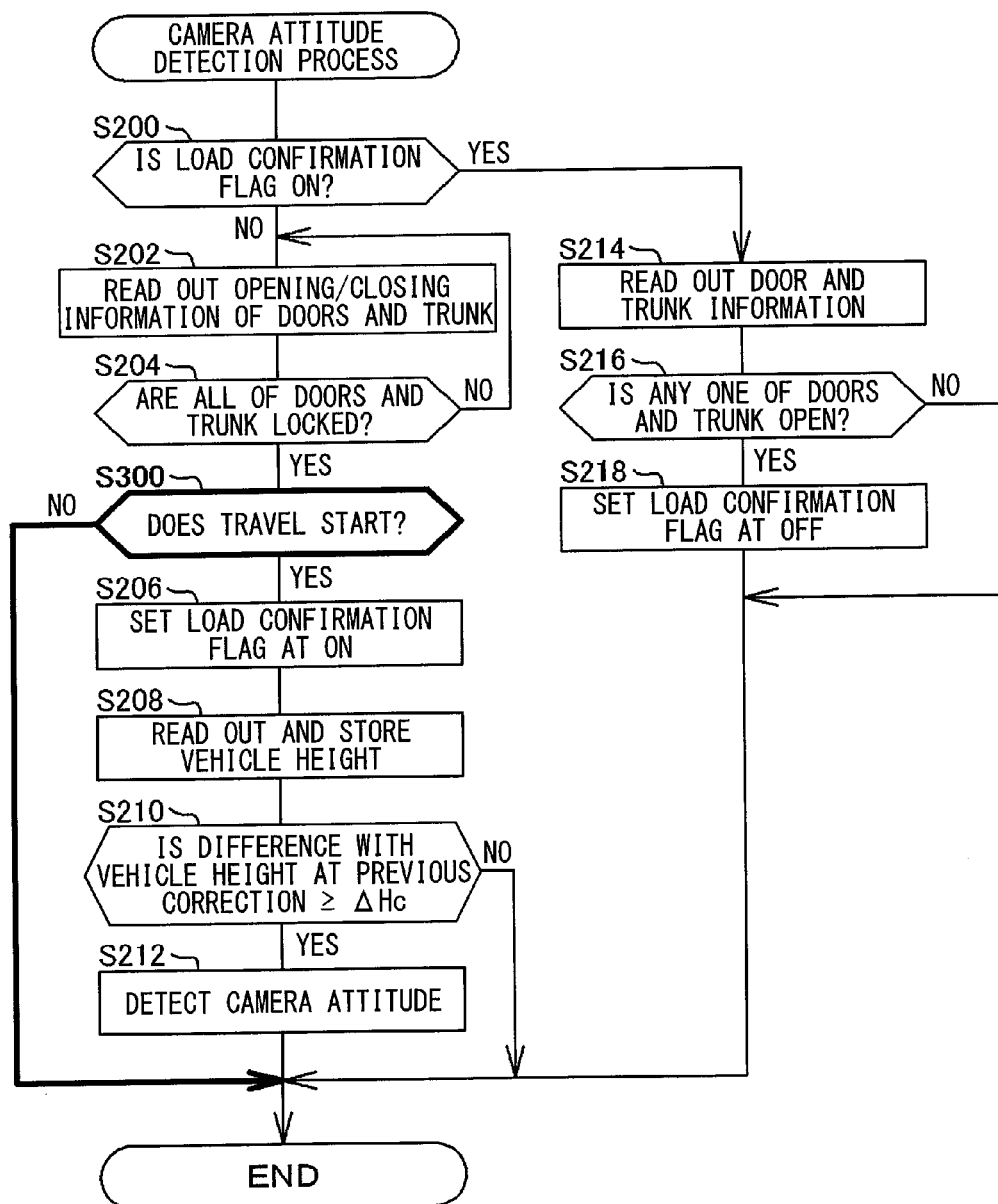 CAMERA ATTITUDE
DETECTION PROCESS
S200
IS LOAD CONFIRMATION
FLAG ON?
YES
NO
S202
READ OUT OPENING/CLOSING
INFORMATION OF DOORS AND TRUNK
S204
ARE ALL OF DOORS AND
TRUNK LOCKED?
NO
YES
S300
NO
DOES TRAVEL START?
YES
S206
SET LOAD CONFIRMATION
FLAG AT ON
S208
READ OUT AND STORE
VEHICLE HEIGHT
S210
IS DIFFERENCE WITH
VEHICLE HEIGHT AT PREVIOUS
CORRECTION ≥ ΔHc
NO
YES
S212
DETECT CAMERA ATTITUDE
S214
READ OUT DOOR AND
TRUNK INFORMATION
S216
IS ANY ONE OF DOORS
AND TRUNK OPEN?
NO
YES
S218
SET LOAD CONFIRMATION
FLAG AT OFF
END